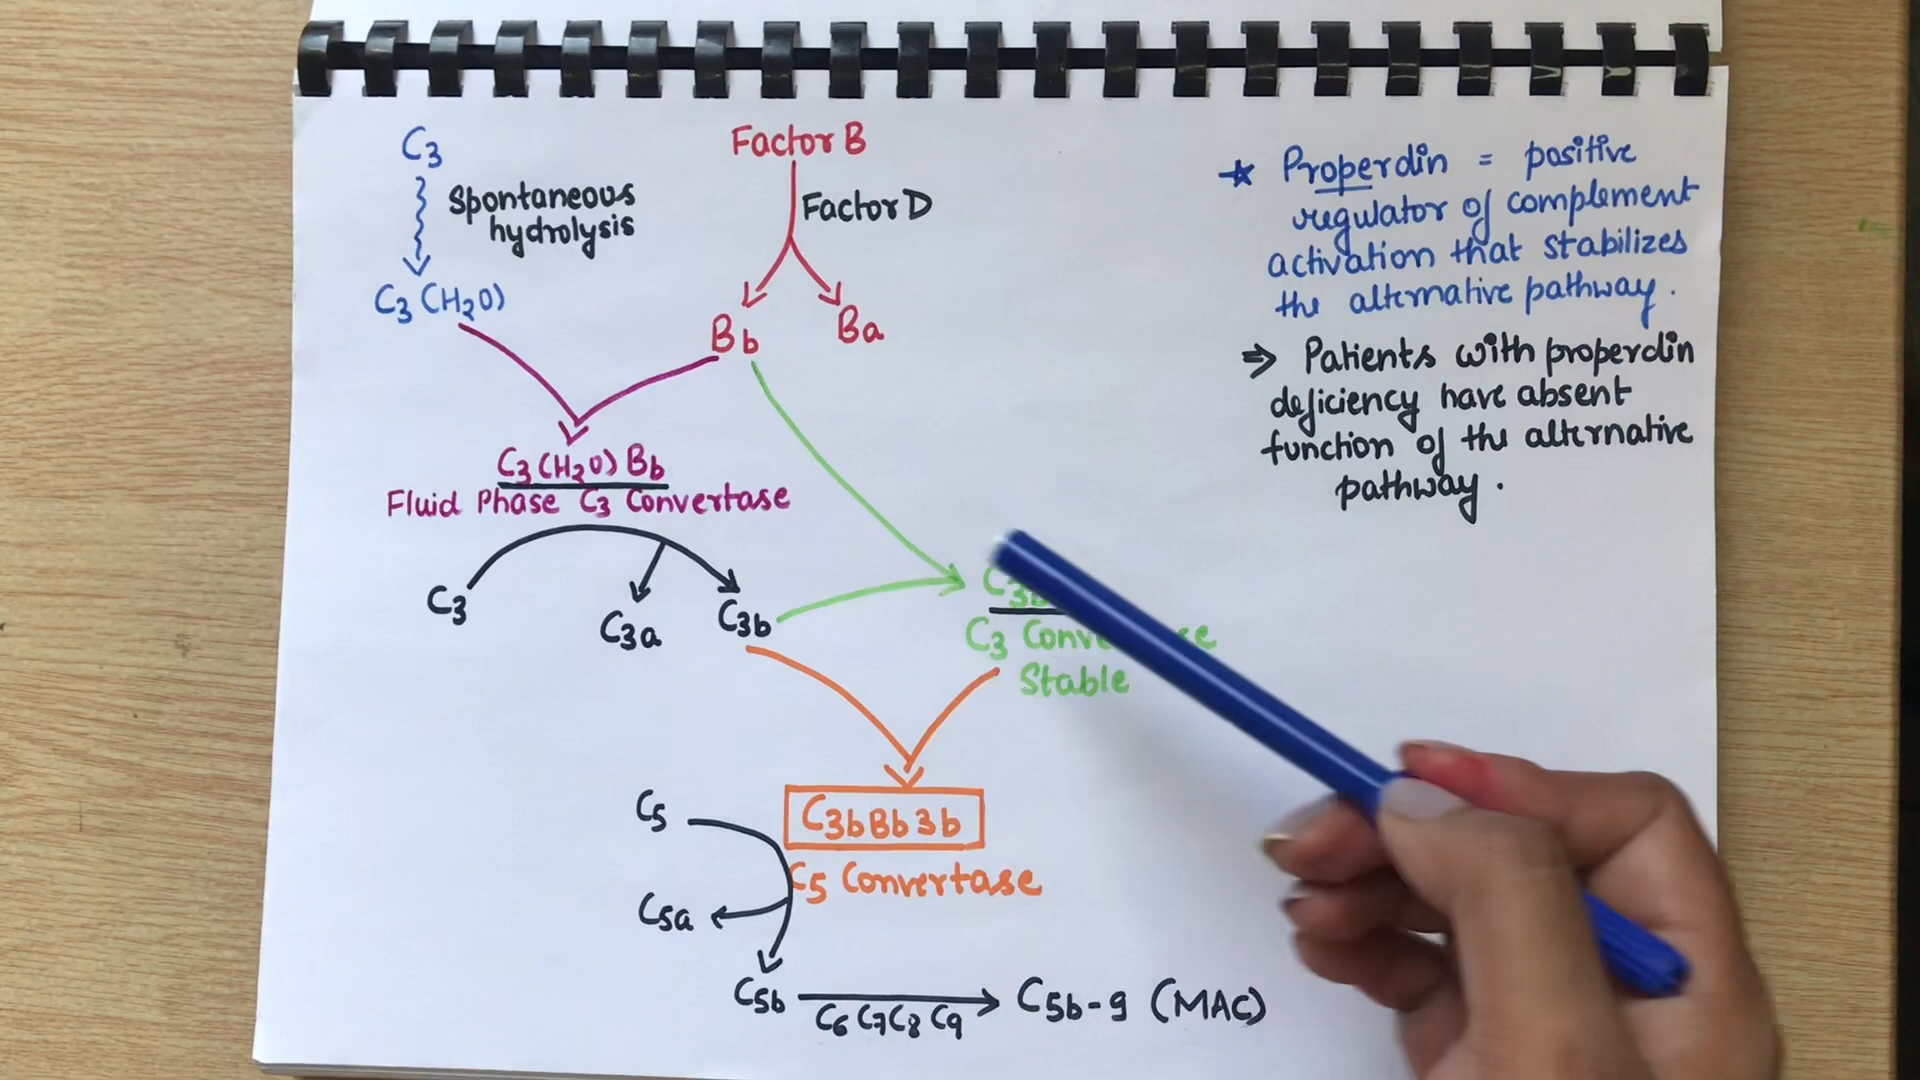 C3
Spontaneous
hydrolysis
C3 (H2O)
Factor B
Factor D
Bb
Ba
C3(H2O) Bb
Fluid Phase C3 Convertase
C3
C3a
C3b
C3
Stable
C3bBb3b
C5 Convertase
C5
C5a
C5b
C6 C7 C8 C9
C5b-9 (MAC)
★ Properdin = positive
regulator of complement
activation that stabilizes
the alternative pathway.
⇒ Patients with properdin
deficiency have absent
function of the alternative
pathway.